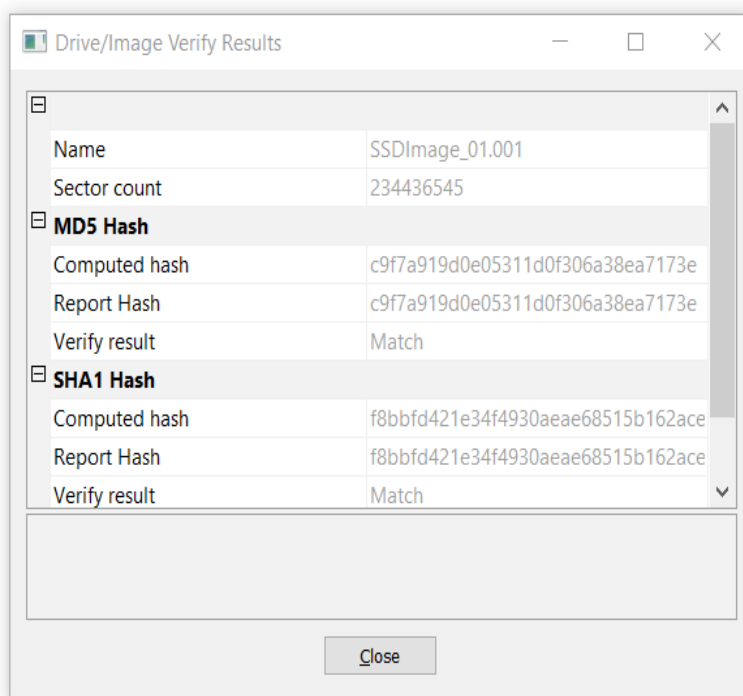 Drive/Image Verify Results
Name SSDImage_01.001
Sector count 234436545
MD5 Hash
Computed hash c9f7a919d0e05311d0f306a38ea7173e
Report Hash c9f7a919d0e05311d0f306a38ea7173e
Verify result Match
SHA1 Hash
Computed hash f8bbfd421e34f4930aeae68515b162ace
Report Hash f8bbfd421e34f4930aeae68515b162ace
Verify result Match
Close